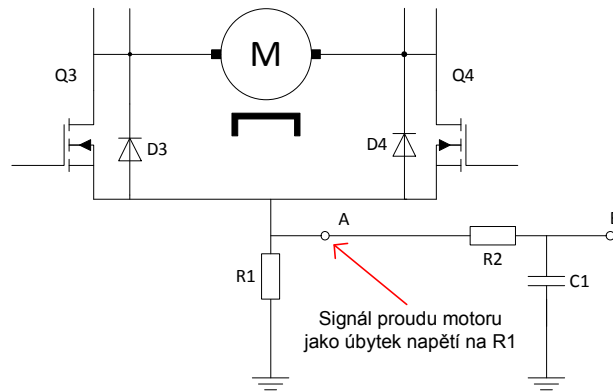 M
Q3
Q4
D3
D4
A
R1
R2
C1
Signál proudu motoru
jako úbytek napětí na R1